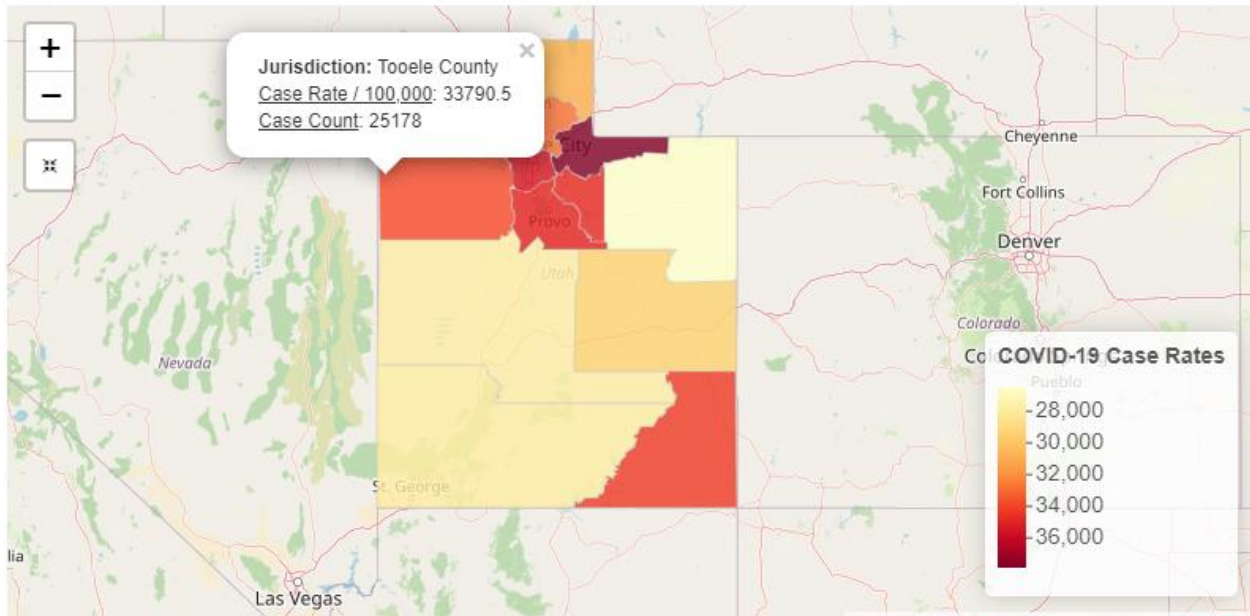 +
−
×
Jurisdiction: Tooele County
Case Rate / 100,000: 33790.5
Case Count: 25178
City
Provo
Utah
Nevada
St. George
Las Vegas
lia
Cheyenne
Fort Collins
Denver
Colorado
Pueblo
COVID-19 Case Rates
28,000
30,000
32,000
34,000
36,000